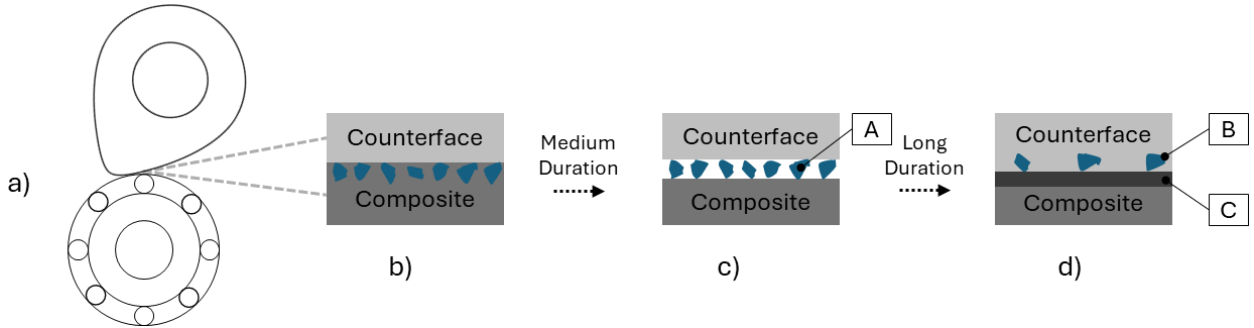 a)
Counterface
Composite
b)
Medium
Duration
Counterface
Composite
c)
A
Long
Duration
Counterface
Composite
d)
B
C